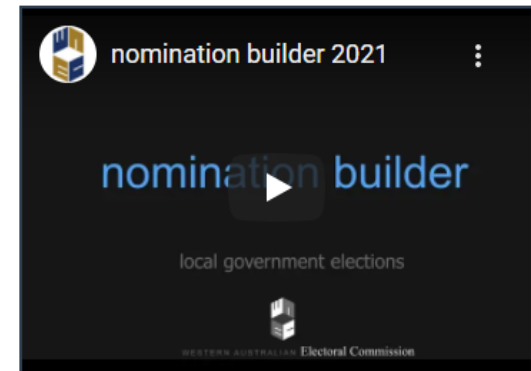 nomination builder 2021
nomination builder
local government elections
WESTERN AUSTRALIAN Electoral Commission